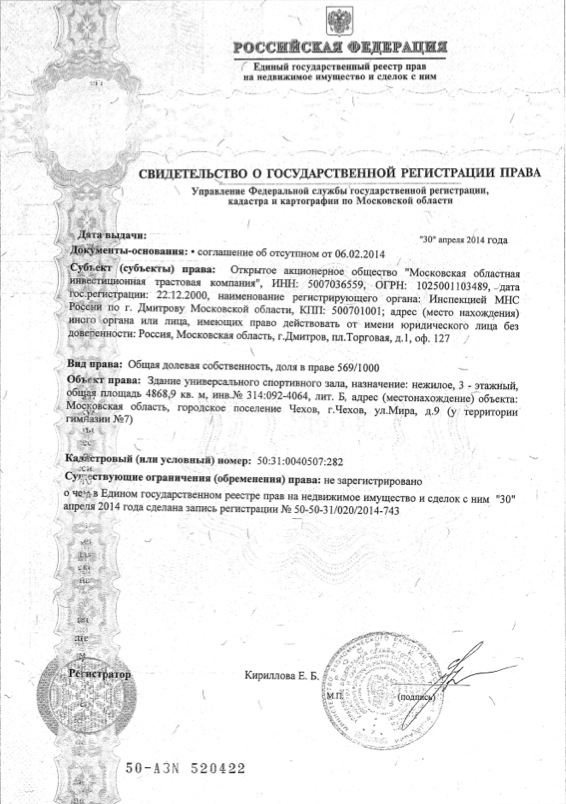 РОССИЙСКАЯ ФЕДЕРАЦИЯ
Единый государственный реестр прав
на недвижимое имущество и сделок с ним
СВИДЕТЕЛЬСТВО О ГОСУДАРСТВЕННОЙ РЕГИСТРАЦИИ ПРАВА
Управление Федеральной службы государственной регистрации,
кадастра и картографии по Московской области
Дата выдачи: "30" апреля 2014 года
Документы-основания: • соглашение об отсутпном от 06.02.2014
Субъект (субъекты) права: Открытое акционерное общество "Московская областная
инвестиционная трастовая компания", ИНН: 5007036559, ОГРН: 1025001103489, дата
гос.регистрации: 22.12.2000, наименование регистрирующего органа: Инспекцией МНС
России по г. Дмитрову Московской области, КПП: 500701001; адрес (место нахождения)
иного органа или лица, имеющих право действовать от имени юридического лица без
доверенности: Россия, Московская область, г.Дмитров, пл.Торговая, д.1, оф. 127
Вид права: Общая долевая собственность, доля в праве 569/1000
Объект права: Здание универсального спортивного зала, назначение: нежилое, 3 - этажный,
общая площадь 4868,9 кв. м, инв.№ 314:092-4064, лит. Б, адрес (местонахождение) объекта:
Московская область, городское поселение Чехов, г.Чехов, ул.Мира, д.9 (у территории
гимназии №7)
Кадастровый (или условный) номер: 50:31:0040507:282
Существующие ограничения (обременения) права: не зарегистрировано
о чем в Едином государственном реестре прав на недвижимое имущество и сделок с ним "30"
апреля 2014 года сделана запись регистрации № 50-50-31/020/2014-743
Регистратор Кириллова Е. Б.
М.П. (подпись)
50-АЗN 520422